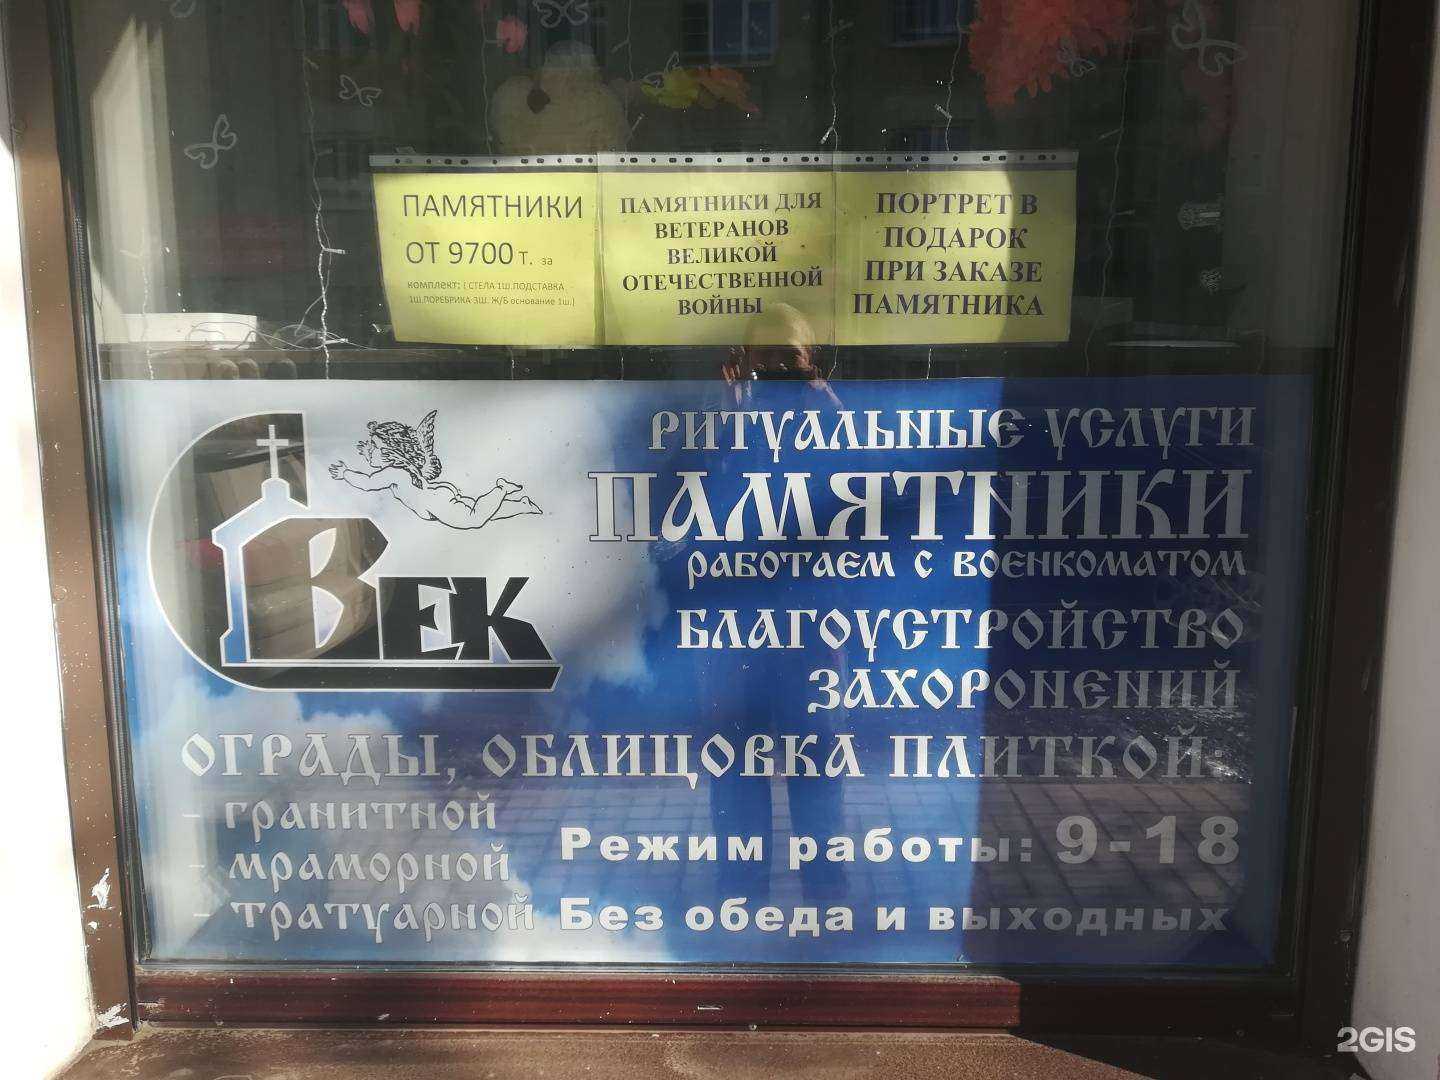 ПАМЯТНИКИ
ОТ 9700 т. за
комплект: ( СТЕЛА 1Ш.ПОДСТАВКА
1Ш.ПОРЕБРИКА 3Ш. Ж/Б основание 1ш.)
ПАМЯТНИКИ ДЛЯ
ВЕТЕРАНОВ
ВЕЛИКОЙ
ОТЕЧЕСТВЕННОЙ
ВОЙНЫ
ПОРТРЕТ В
ПОДАРОК
ПРИ ЗАКАЗЕ
ПАМЯТНИКА
ВЕК
РИТУАЛЬНЫЕ УСЛУГИ
ПАМЯТНИКИ
РАБОТАЕМ С ВОЕНКОМАТОМ
БЛАГОУСТРОЙСТВО
ЗАХОРОНЕНИЙ
ОГРАДЫ, ОБЛИЦОВКА ПЛИТКОЙ:
- ГРАНИТНОЙ
- МРАМОРНОЙ
- ТРАТУАРНОЙ
Режим работы: 9-18
Без обеда и выходных
2GIS